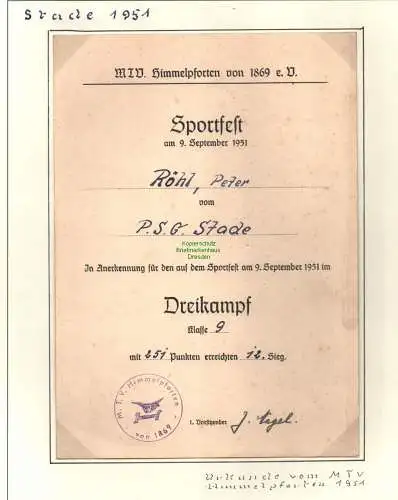 Stade 1951
MTV. Himmelpforten von 1869 e. V.
Sportfest
am 9. September 1951
Röhl, Peter
vom
P.S.G. Stade
Kopierschutz
Briefmarkenhaus
Dresden
In Anerkennung für den auf dem Sportfest am 9. September 1951 im
Dreikampf
Klasse 9
mit 251 Punkten erreichten 12. Sieg.
M.T.V. Himmelpforten
von 1869
1. Vorsitzender
Urkunde vom MTV
Himmelpforten 1951